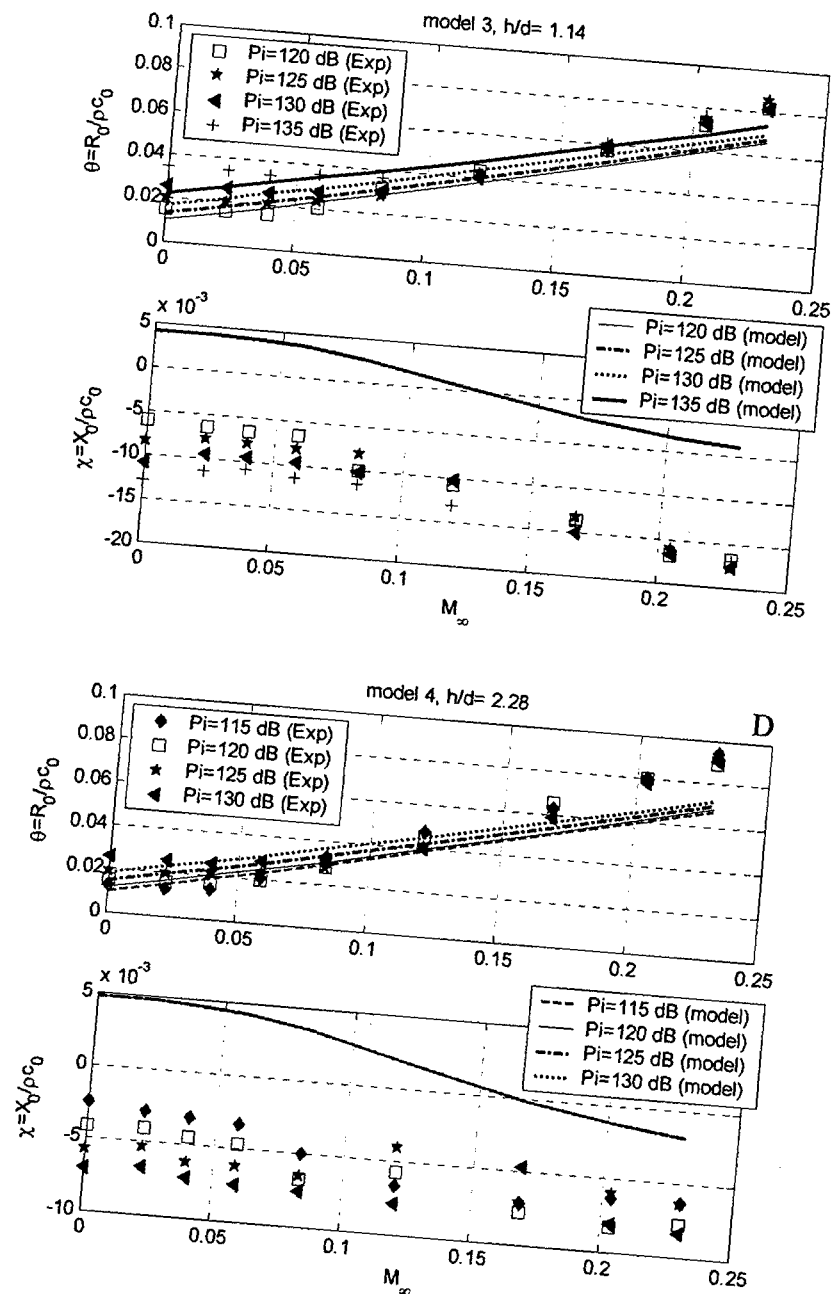 model 3, h/d= 1.14
0.1
0.08
0.06
0.04
0.02
0
θ=R₀/ρc₀
Pi=120 dB (Exp)
Pi=125 dB (Exp)
Pi=130 dB (Exp)
Pi=135 dB (Exp)
0 0.05 0.1 0.15 0.2 0.25
x 10⁻³
5
0
-5
-10
-15
-20
χ=X₀/ρc₀
Pi=120 dB (model)
Pi=125 dB (model)
Pi=130 dB (model)
Pi=135 dB (model)
0 0.05 0.1 0.15 0.2 0.25
M∞
model 4, h/d= 2.28
D
0.1
0.08
0.06
0.04
0.02
0
θ=R₀/ρc₀
Pi=115 dB (Exp)
Pi=120 dB (Exp)
Pi=125 dB (Exp)
Pi=130 dB (Exp)
0 0.05 0.1 0.15 0.2 0.25
x 10⁻³
5
0
-5
-10
χ=X₀/ρc₀
Pi=115 dB (model)
Pi=120 dB (model)
Pi=125 dB (model)
Pi=130 dB (model)
0 0.05 0.1 0.15 0.2 0.25
M∞